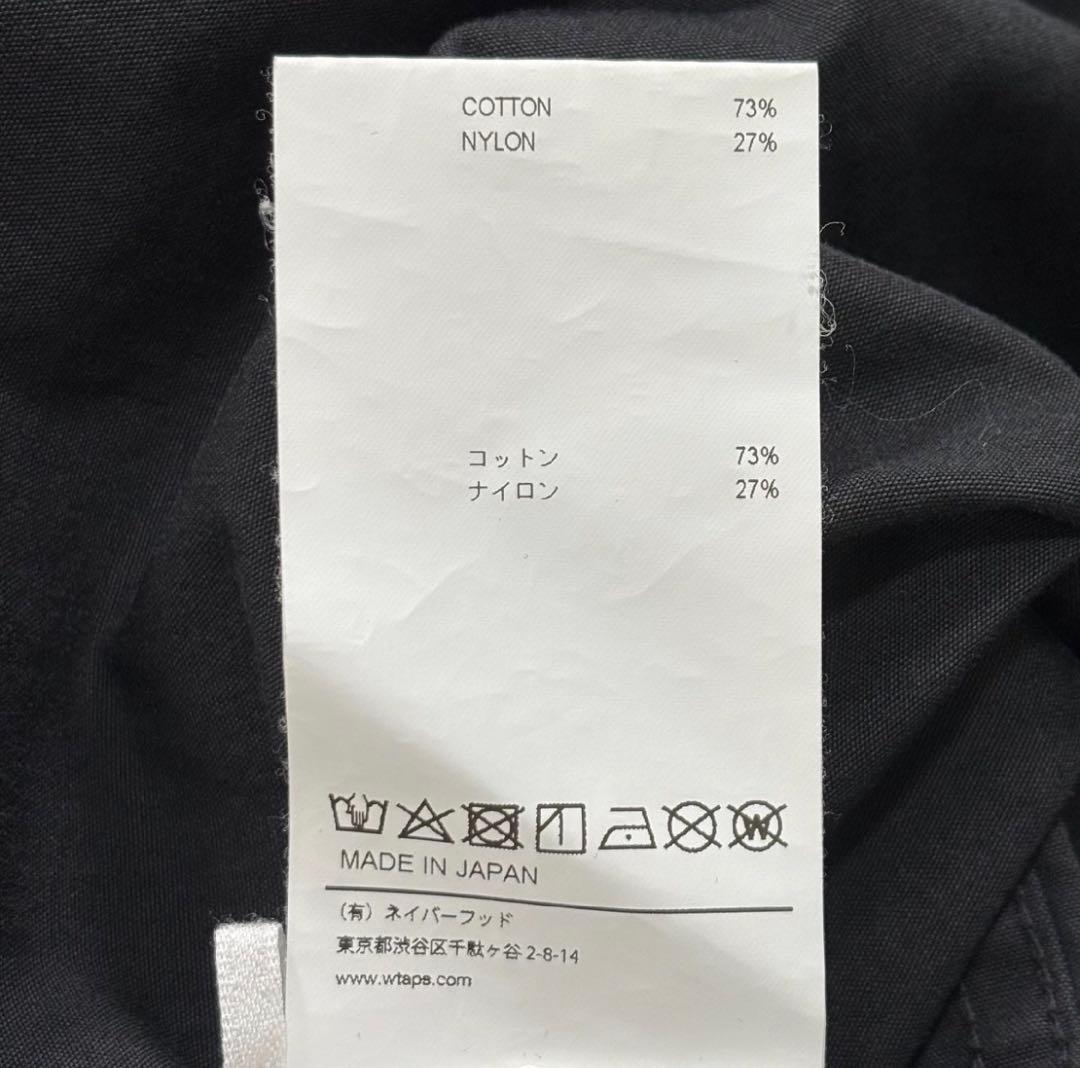 COTTON 73%
NYLON 27%
コットン 73%
ナイロン 27%
W
MADE IN JAPAN
(有) ネイバーフッド
東京都渋谷区千駄ヶ谷 2-8-14
www.wtaps.com